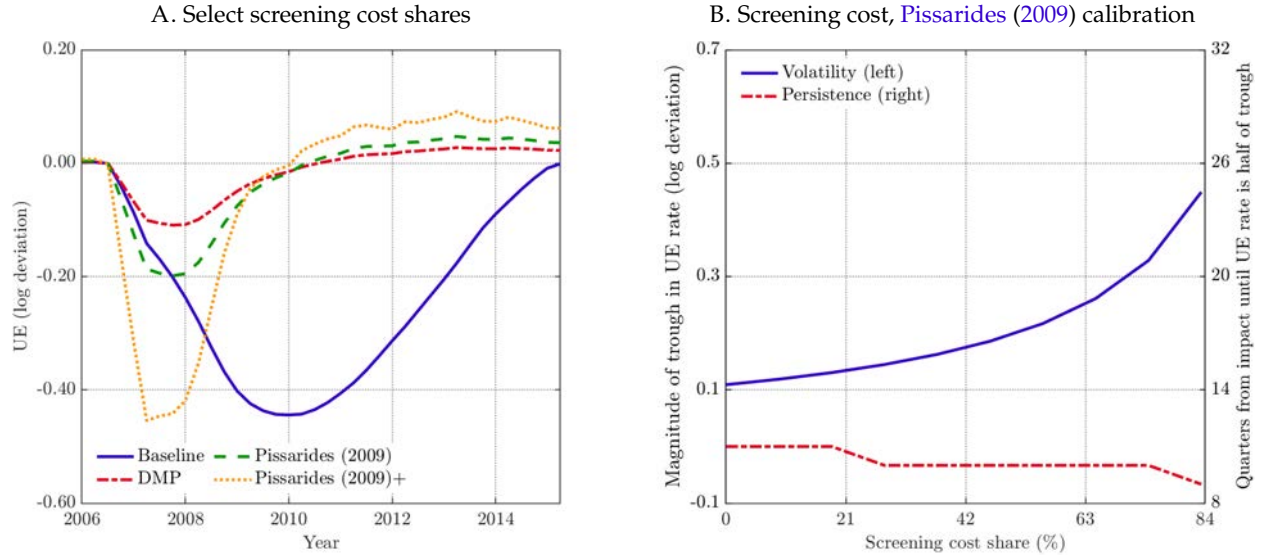 A. Select screening cost shares
0.20
0.00
-0.20
-0.40
-0.60
UE (log deviation)
Baseline
DMP
Pissarides (2009)
Pissarides (2009)+
2006
2008
2010
2012
2014
Year
B. Screening cost, Pissarides (2009) calibration
0.7
0.5
0.3
0.1
-0.1
Magnitude of trough in UE rate (log deviation)
Volatility (left)
Persistence (right)
32
26
20
14
8
Quarters from impact until UE rate is half of trough
0
21
42
63
84
Screening cost share (%)